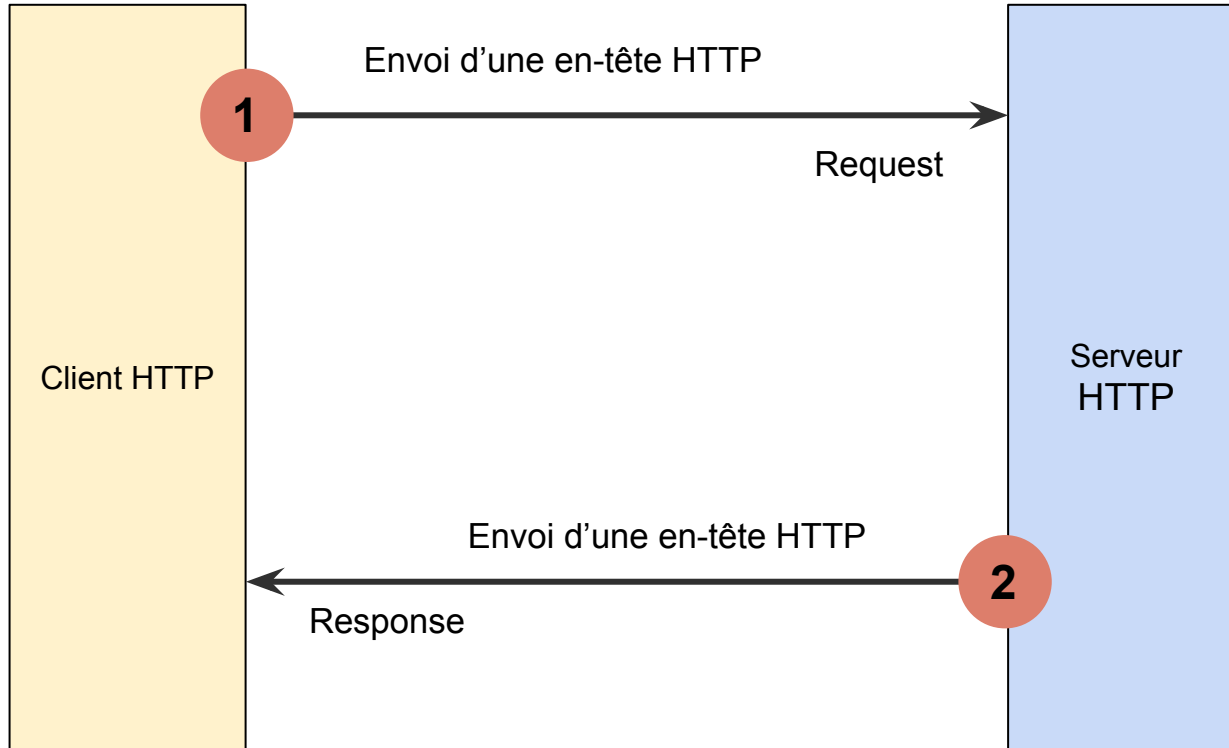 Envoi d’une en-tête HTTP
1
Request
Client HTTP
Serveur
HTTP
Envoi d’une en-tête HTTP
2
Response